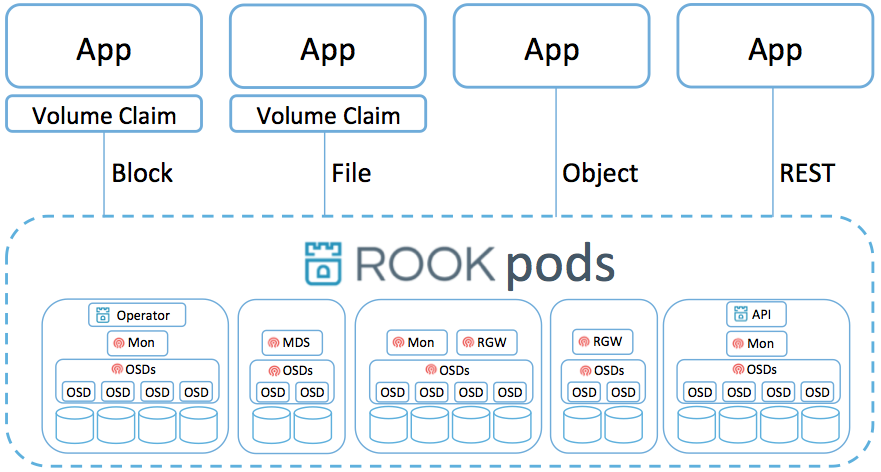 App App App App
Volume Claim Volume Claim
Block File Object REST
ROOK pods
Operator API
Mon MDS Mon RGW RGW Mon
OSDs OSDs OSDs OSDs OSDs
OSD OSD OSD OSD OSD OSD OSD OSD OSD OSD OSD OSD OSD OSD OSD OSD